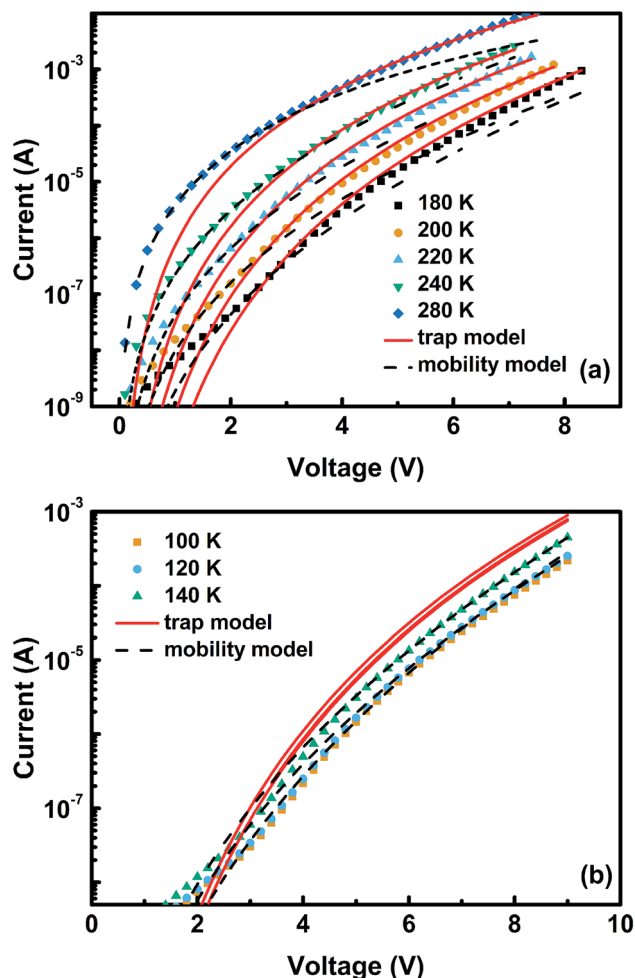 10⁻³
10⁻⁵
10⁻⁷
10⁻⁹
Current (A)
180 K
200 K
220 K
240 K
280 K
trap model
mobility model
(a)
0 2 4 6 8
Voltage (V)
10⁻³
10⁻⁵
10⁻⁷
Current (A)
100 K
120 K
140 K
trap model
mobility model
(b)
0 2 4 6 8 10
Voltage (V)